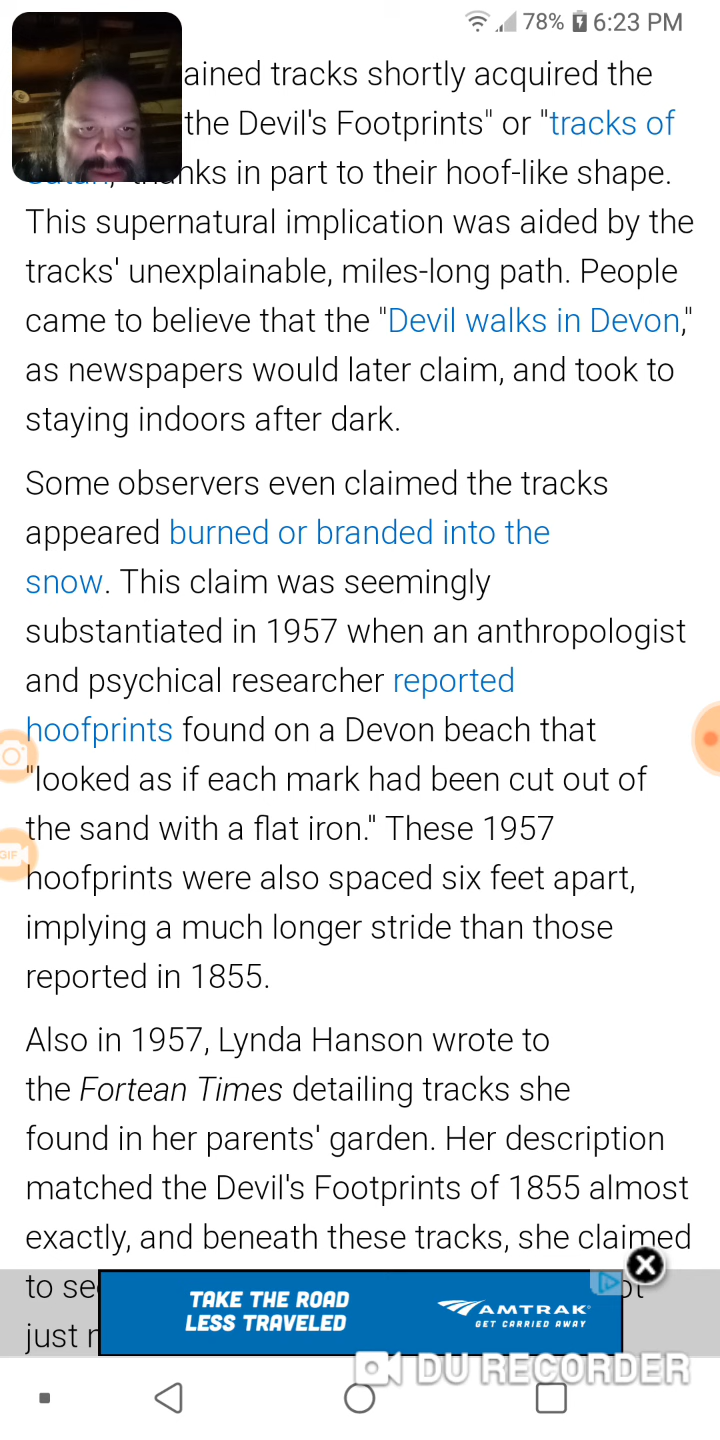 78% 6:23 PM
ained tracks shortly acquired the
the Devil's Footprints" or "tracks of
nks in part to their hoof-like shape.
This supernatural implication was aided by the
tracks' unexplainable, miles-long path. People
came to believe that the "Devil walks in Devon,"
as newspapers would later claim, and took to
staying indoors after dark.
Some observers even claimed the tracks
appeared burned or branded into the
snow. This claim was seemingly
substantiated in 1957 when an anthropologist
and psychical researcher reported
hoofprints found on a Devon beach that
"looked as if each mark had been cut out of
GIF
the sand with a flat iron." These 1957
hoofprints were also spaced six feet apart,
implying a much longer stride than those
reported in 1855.
Also in 1957, Lynda Hanson wrote to
the Fortean Times detailing tracks she
found in her parents' garden. Her description
matched the Devil's Footprints of 1855 almost
exactly, and beneath these tracks, she claimed
to se
just
TAKE THE ROAD
LESS TRAVELED
AMTRAK
GET CARRIED AWAY
DU RECORDER